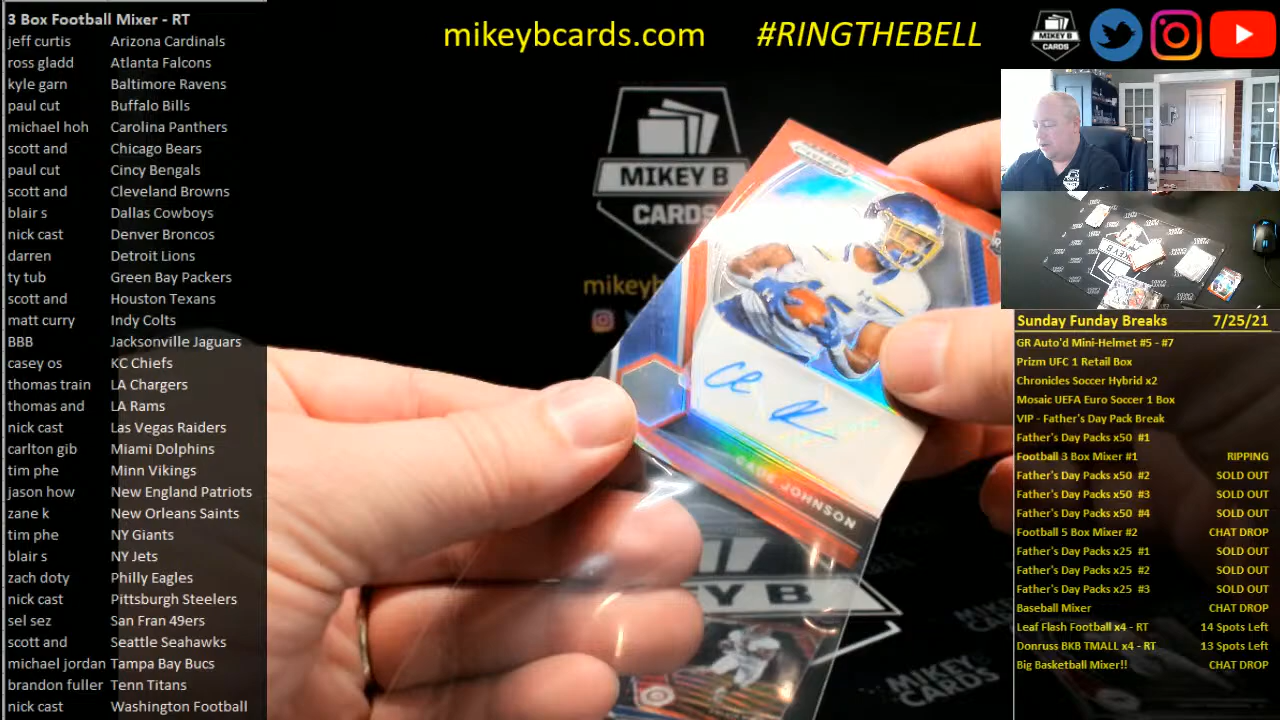 3 Box Football Mixer - RT
jeff curtis Arizona Cardinals
ross gladd Atlanta Falcons
kyle garn Baltimore Ravens
paul cut Buffalo Bills
michael hoh Carolina Panthers
scott and Chicago Bears
paul cut Cincy Bengals
scott and Cleveland Browns
blair s Dallas Cowboys
nick cast Denver Broncos
darren Detroit Lions
ty tub Green Bay Packers
scott and Houston Texans
matt curry Indy Colts
BBB Jacksonville Jaguars
casey os KC Chiefs
thomas train LA Chargers
thomas and LA Rams
nick cast Las Vegas Raiders
carlton gib Miami Dolphins
tim phe Minn Vikings
jason how New England Patriots
zane k New Orleans Saints
tim phe NY Giants
blair s NY Jets
zach doty Philly Eagles
nick cast Pittsburgh Steelers
sel sez San Fran 49ers
scott and Seattle Seahawks
michael jordan Tampa Bay Bucs
brandon fuller Tenn Titans
nick cast Washington Football
mikeybcards.com #RINGTHEBELL
MIKEY B
CARDS
MIKEY B
CARDS
mikeyb
JOHNSON
MIKEY
CARDS
Sunday Funday Breaks 7/25/21
GR Auto'd Mini-Helmet #5 - #7
Prizm UFC 1 Retail Box
Chronicles Soccer Hybrid x2
Mosaic UEFA Euro Soccer 1 Box
VIP - Father's Day Pack Break
Father's Day Packs x50 #1
Football 3 Box Mixer #1 RIPPING
Father's Day Packs x50 #2 SOLD OUT
Father's Day Packs x50 #3 SOLD OUT
Father's Day Packs x50 #4 SOLD OUT
Football 5 Box Mixer #2 CHAT DROP
Father's Day Packs x25 #1 SOLD OUT
Father's Day Packs x25 #2 SOLD OUT
Father's Day Packs x25 #3 SOLD OUT
Baseball Mixer CHAT DROP
Leaf Flash Football x4 - RT 14 Spots Left
Donruss BKB TMALL x4 - RT 13 Spots Left
Big Basketball Mixer!! CHAT DROP